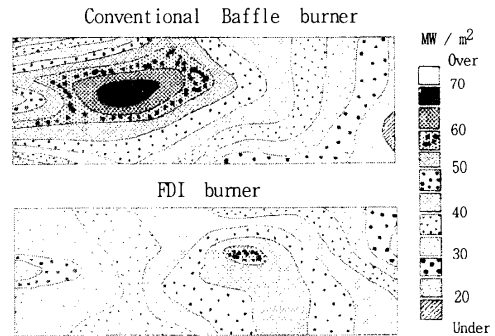 Conventional Baffle burner
MW / m²
Over
70
60
50
40
30
20
Under
FDI burner